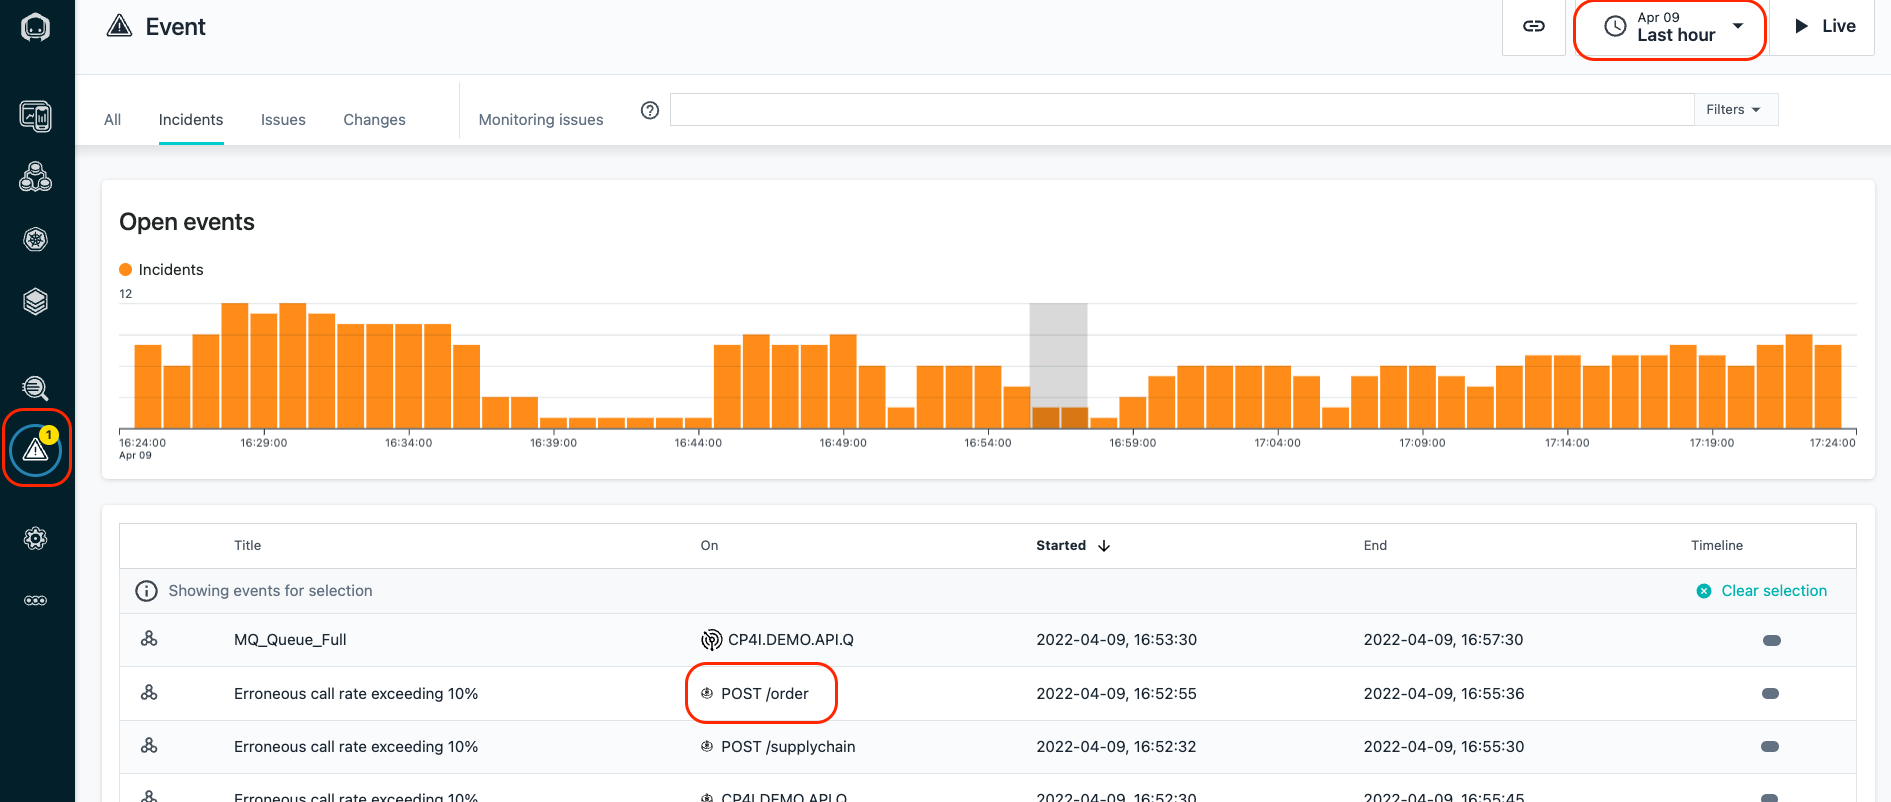 Event
Apr 09
Last hour
Live
All
Incidents
Issues
Changes
Monitoring issues
?
Filters
Open events
Incidents
12
16:24:00 16:29:00 16:34:00 16:39:00 16:44:00 16:49:00 16:54:00 16:59:00 17:04:00 17:09:00 17:14:00 17:19:00 17:24:00
Apr 09
1
Title On Started End Timeline
Showing events for selection Clear selection
MQ_Queue_Full CP4I.DEMO.API.Q 2022-04-09, 16:53:30 2022-04-09, 16:57:30
Erroneous call rate exceeding 10% POST /order 2022-04-09, 16:52:55 2022-04-09, 16:55:36
Erroneous call rate exceeding 10% POST /supplychain 2022-04-09, 16:52:32 2022-04-09, 16:55:30
Erroneous call rate exceeding 10% CP4I.DEMO.API.Q 2022-04-09, 16:52:30 2022-04-09, 16:55:45